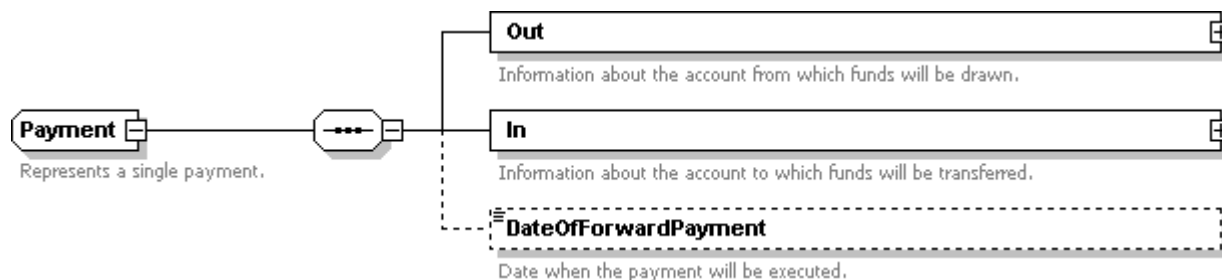 Out
Information about the account from which funds will be drawn.
Payment
Represents a single payment.
In
Information about the account to which funds will be transferred.
DateOfForwardPayment
Date when the payment will be executed.